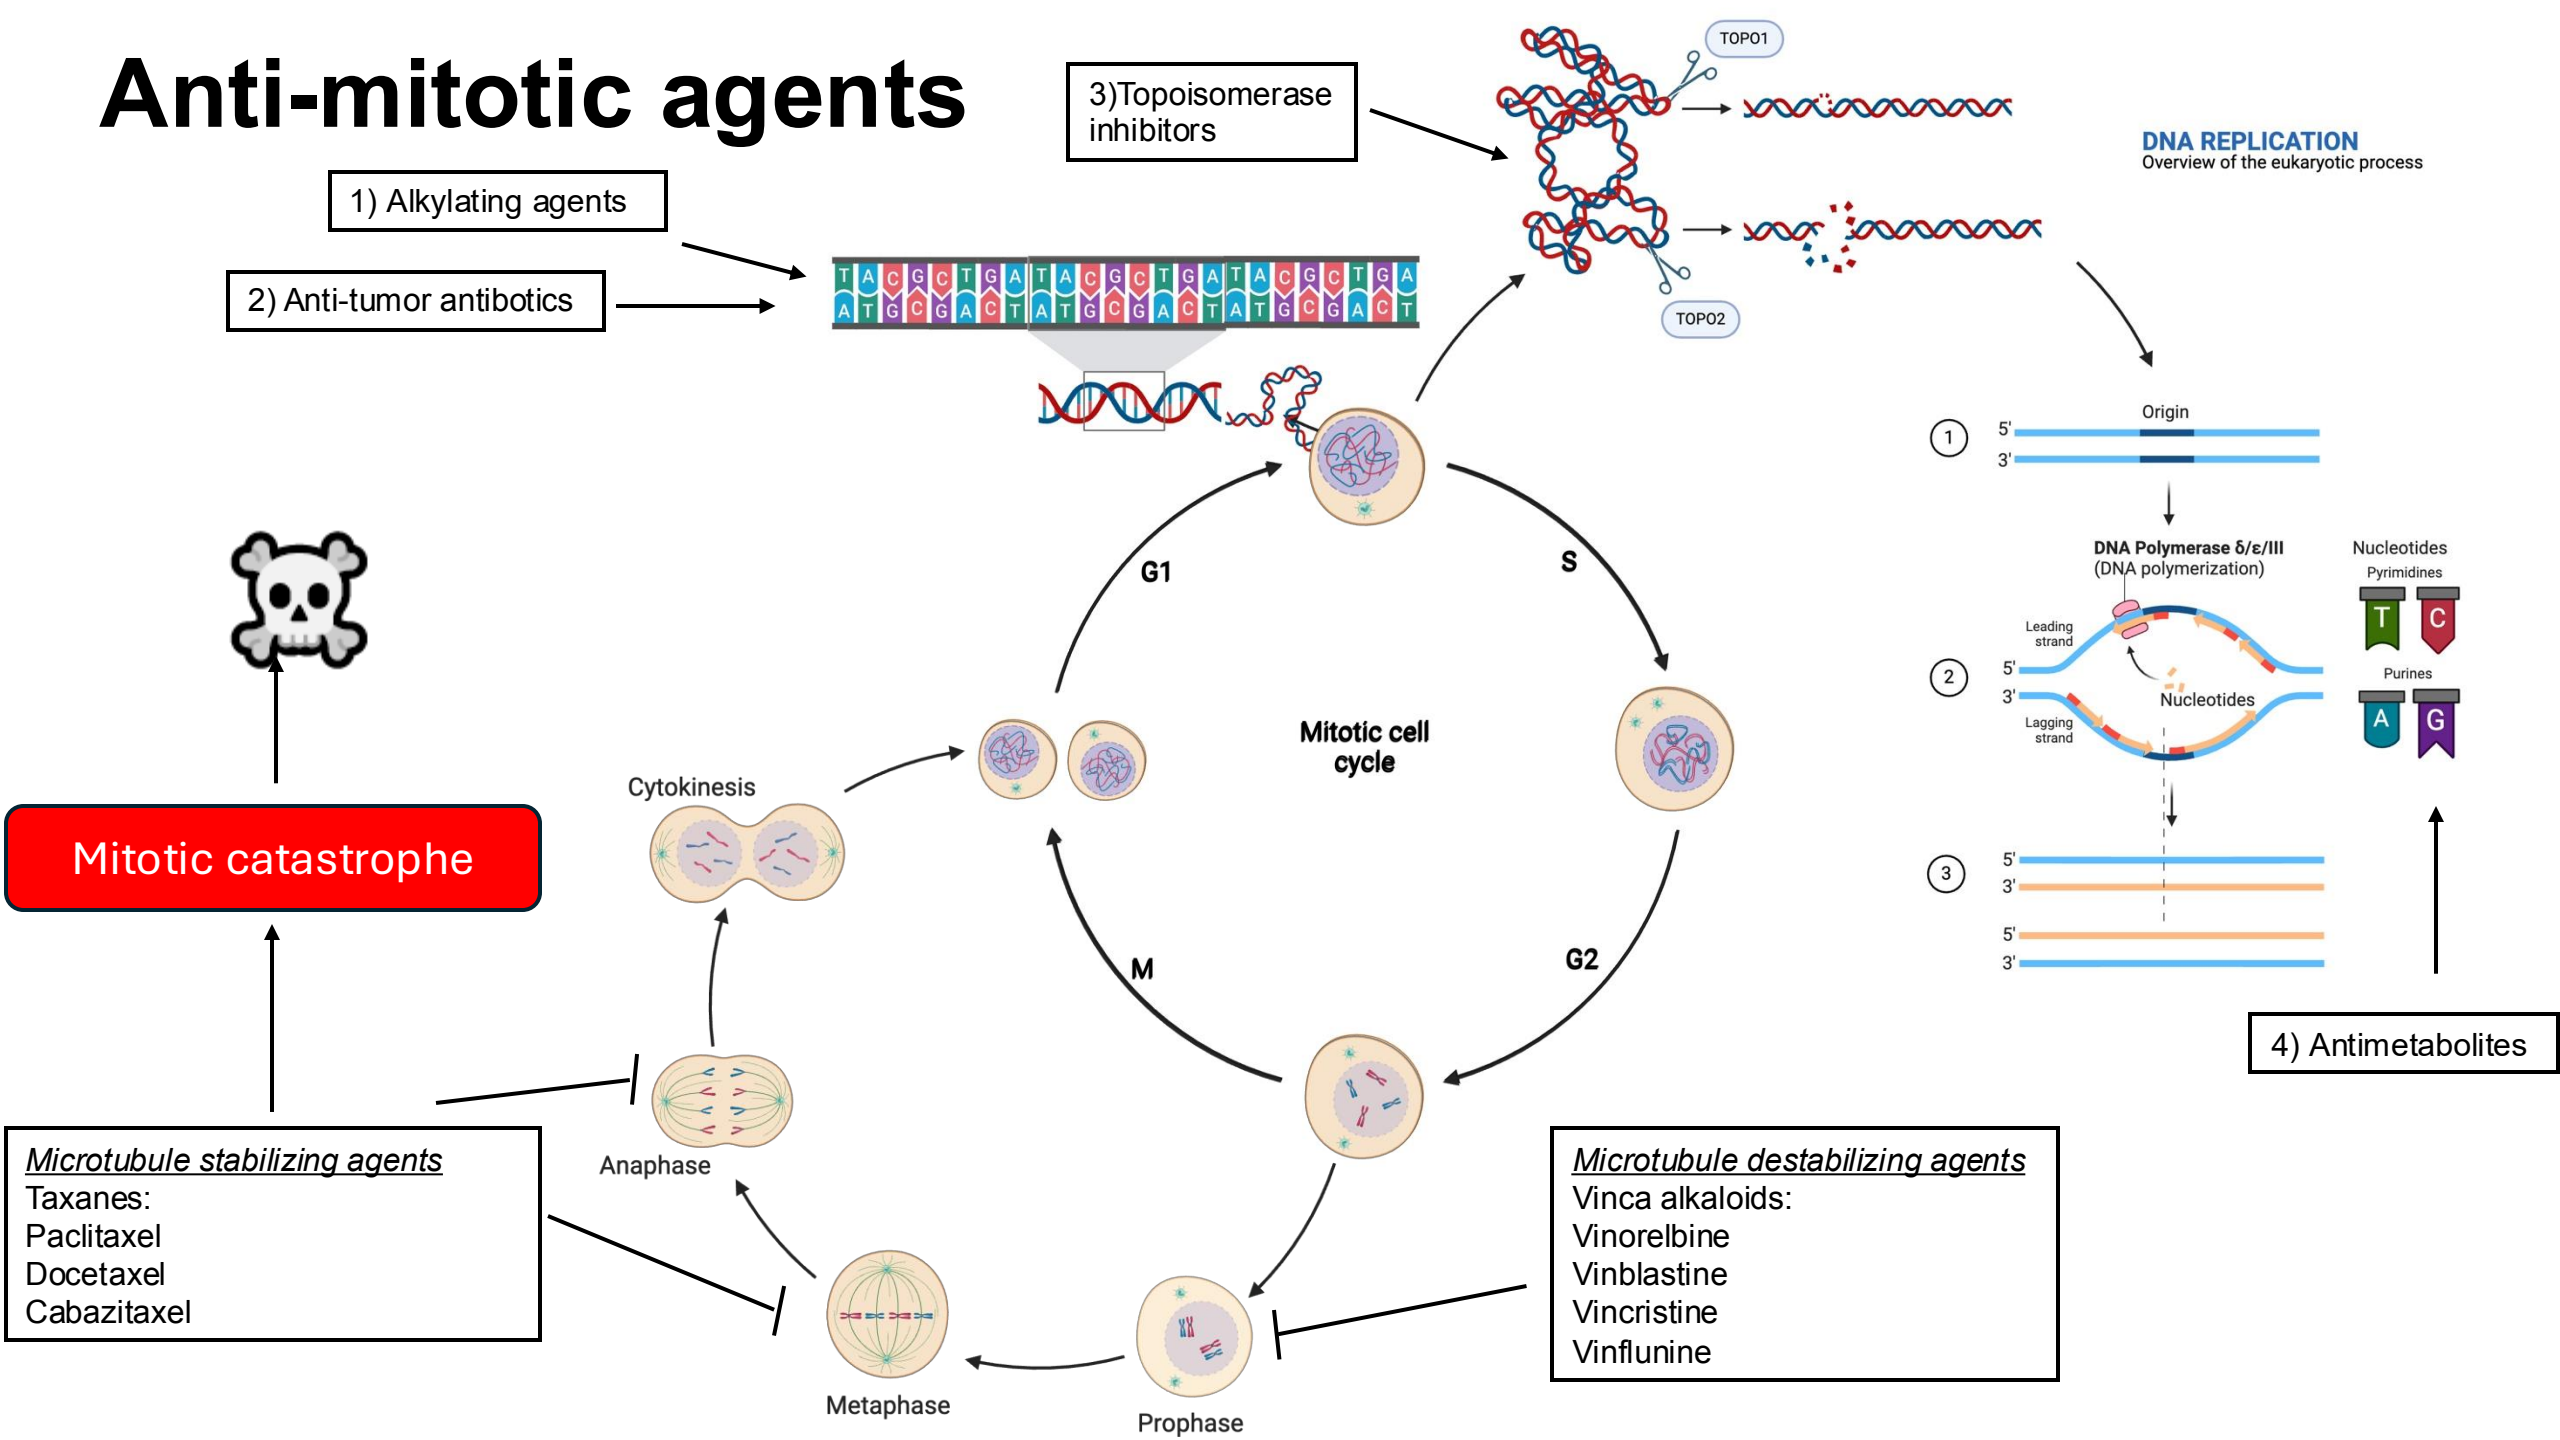 Anti-mitotic agents
1) Alkylating agents
2) Anti-tumor antibotics
3)Topoisomerase
inhibitors
TOPO1
TOPO2
DNA REPLICATION
Overview of the eukaryotic process
T A C G C T G A T A C G C T G A T A C G C T G A
A T G C G A C T A T G C G A C T A T G C G A C T
Origin
1
5'
3'
DNA Polymerase δ/ε/III
(DNA polymerization)
Nucleotides
Pyrimidines
T C
Purines
A G
Leading
strand
2
5'
3'
Nucleotides
Lagging
strand
3
5'
3'
5'
3'
4) Antimetabolites
G1
S
Mitotic cell
cycle
G2
M
Cytokinesis
Anaphase
Metaphase
Prophase
Mitotic catastrophe
Microtubule stabilizing agents
Taxanes:
Paclitaxel
Docetaxel
Cabazitaxel
Microtubule destabilizing agents
Vinca alkaloids:
Vinorelbine
Vinblastine
Vincristine
Vinflunine